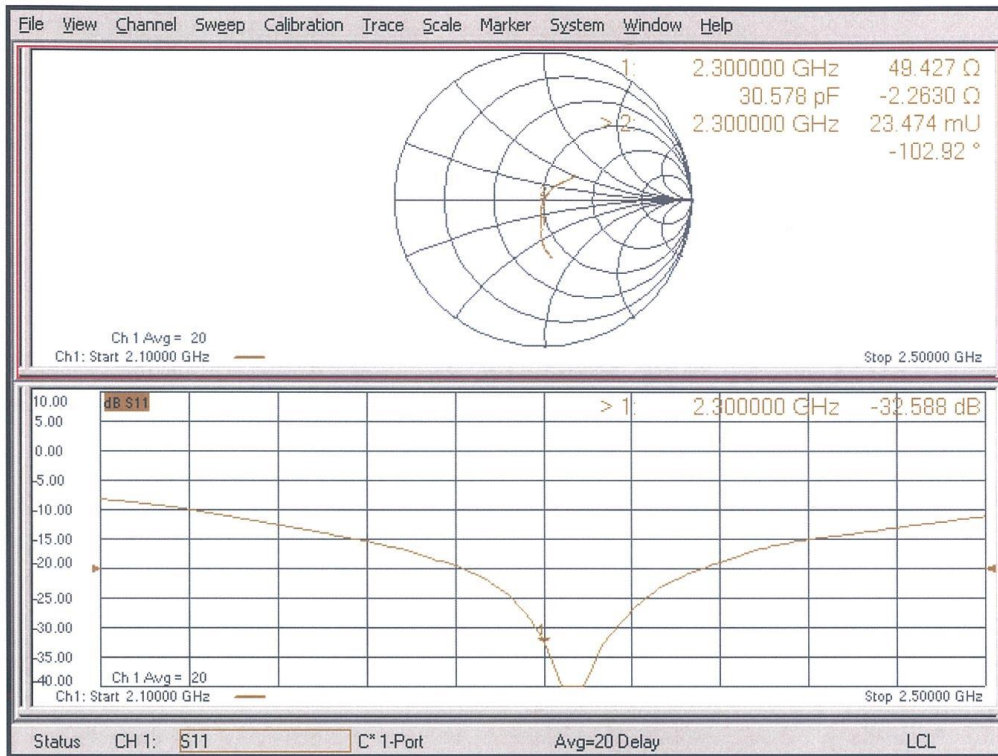 File View Channel Sweep Calibration Trace Scale Marker System Window Help
1: 2.300000 GHz 49.427 Ω
30.578 pF -2.2630 Ω
> 2: 2.300000 GHz 23.474 mU
-102.92 °
Ch 1 Avg = 20
Ch1: Start 2.10000 GHz
Stop 2.50000 GHz
10.00
dB S11
> 1: 2.300000 GHz -32.588 dB
5.00
0.00
-5.00
-10.00
-15.00
-20.00
-25.00
-30.00
1
-35.00
-40.00
Ch 1 Avg = 20
Ch1: Start 2.10000 GHz
Stop 2.50000 GHz
Status CH 1: S11 C* 1-Port Avg=20 Delay LCL